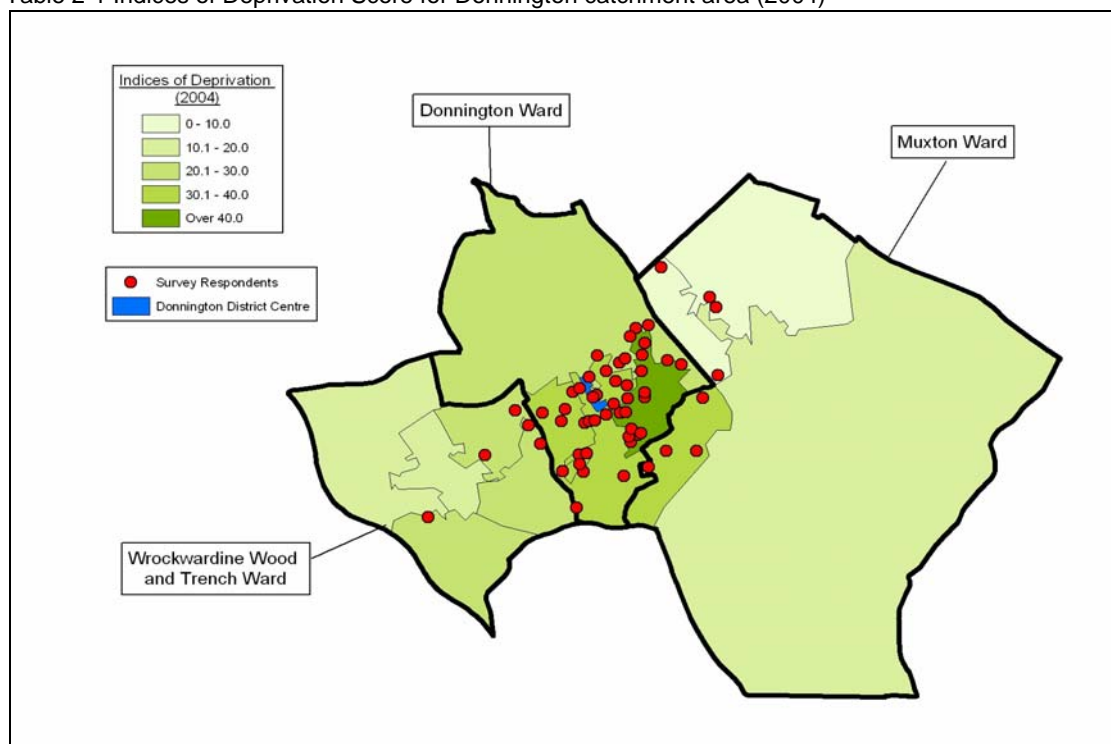 Table 2-1 Indices of Deprivation Score for Donnington catchment area (2004)
Indices of Deprivation
(2004)
0 - 10.0
10.1 - 20.0
20.1 - 30.0
30.1 - 40.0
Over 40.0
Survey Respondents
Donnington District Centre
Donnington Ward
Muxton Ward
Wrockwardine Wood
and Trench Ward